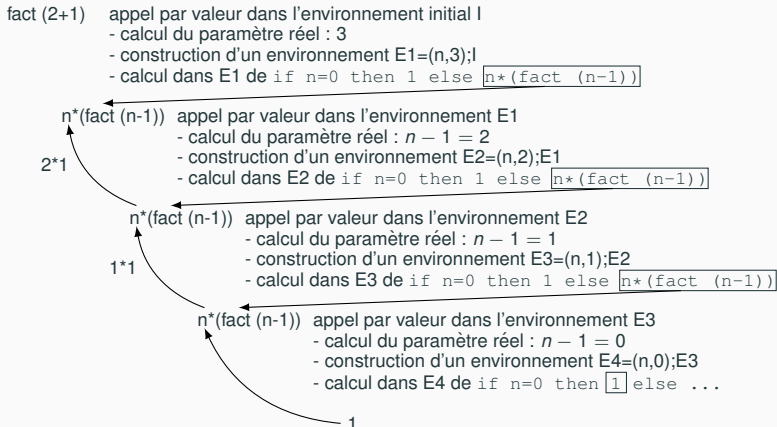 fact (2+1) appel par valeur dans l'environnement initial I
- calcul du paramètre réel : 3
- construction d'un environnement E1=(n,3);I
- calcul dans E1 de if n=0 then 1 else n*(fact (n-1))
n*(fact (n-1)) appel par valeur dans l'environnement E1
- calcul du paramètre réel : n − 1 = 2
- construction d'un environnement E2=(n,2);E1
- calcul dans E2 de if n=0 then 1 else n*(fact (n-1))
2*1
n*(fact (n-1)) appel par valeur dans l'environnement E2
- calcul du paramètre réel : n − 1 = 1
- construction d'un environnement E3=(n,1);E2
- calcul dans E3 de if n=0 then 1 else n*(fact (n-1))
1*1
n*(fact (n-1)) appel par valeur dans l'environnement E3
- calcul du paramètre réel : n − 1 = 0
- construction d'un environnement E4=(n,0);E3
- calcul dans E4 de if n=0 then 1 else ...
1